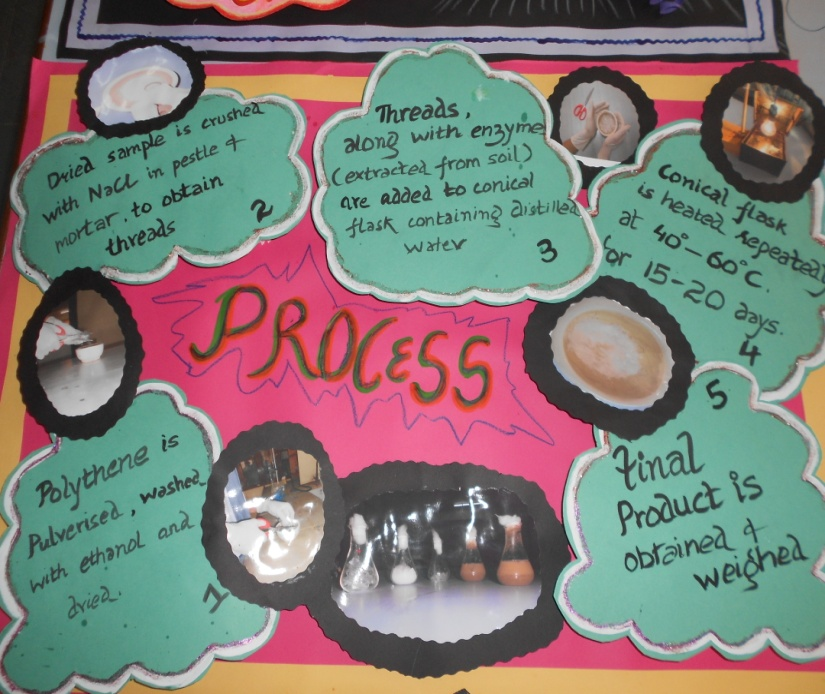 PROCESS
Polythene is
Pulverised, washed
with ethanol and
dried.
1
Dried sample is crushed
with NaCl in pestle &
mortar. to obtain
threads
2
Threads,
along with enzyme
(extracted from soil)
are added to conical
flask containing distilled
water
3
Conical flask
is heated repeatedly
at 40°-60°C.
for 15-20 days.
4
5
Final
Product is
obtained &
weighed